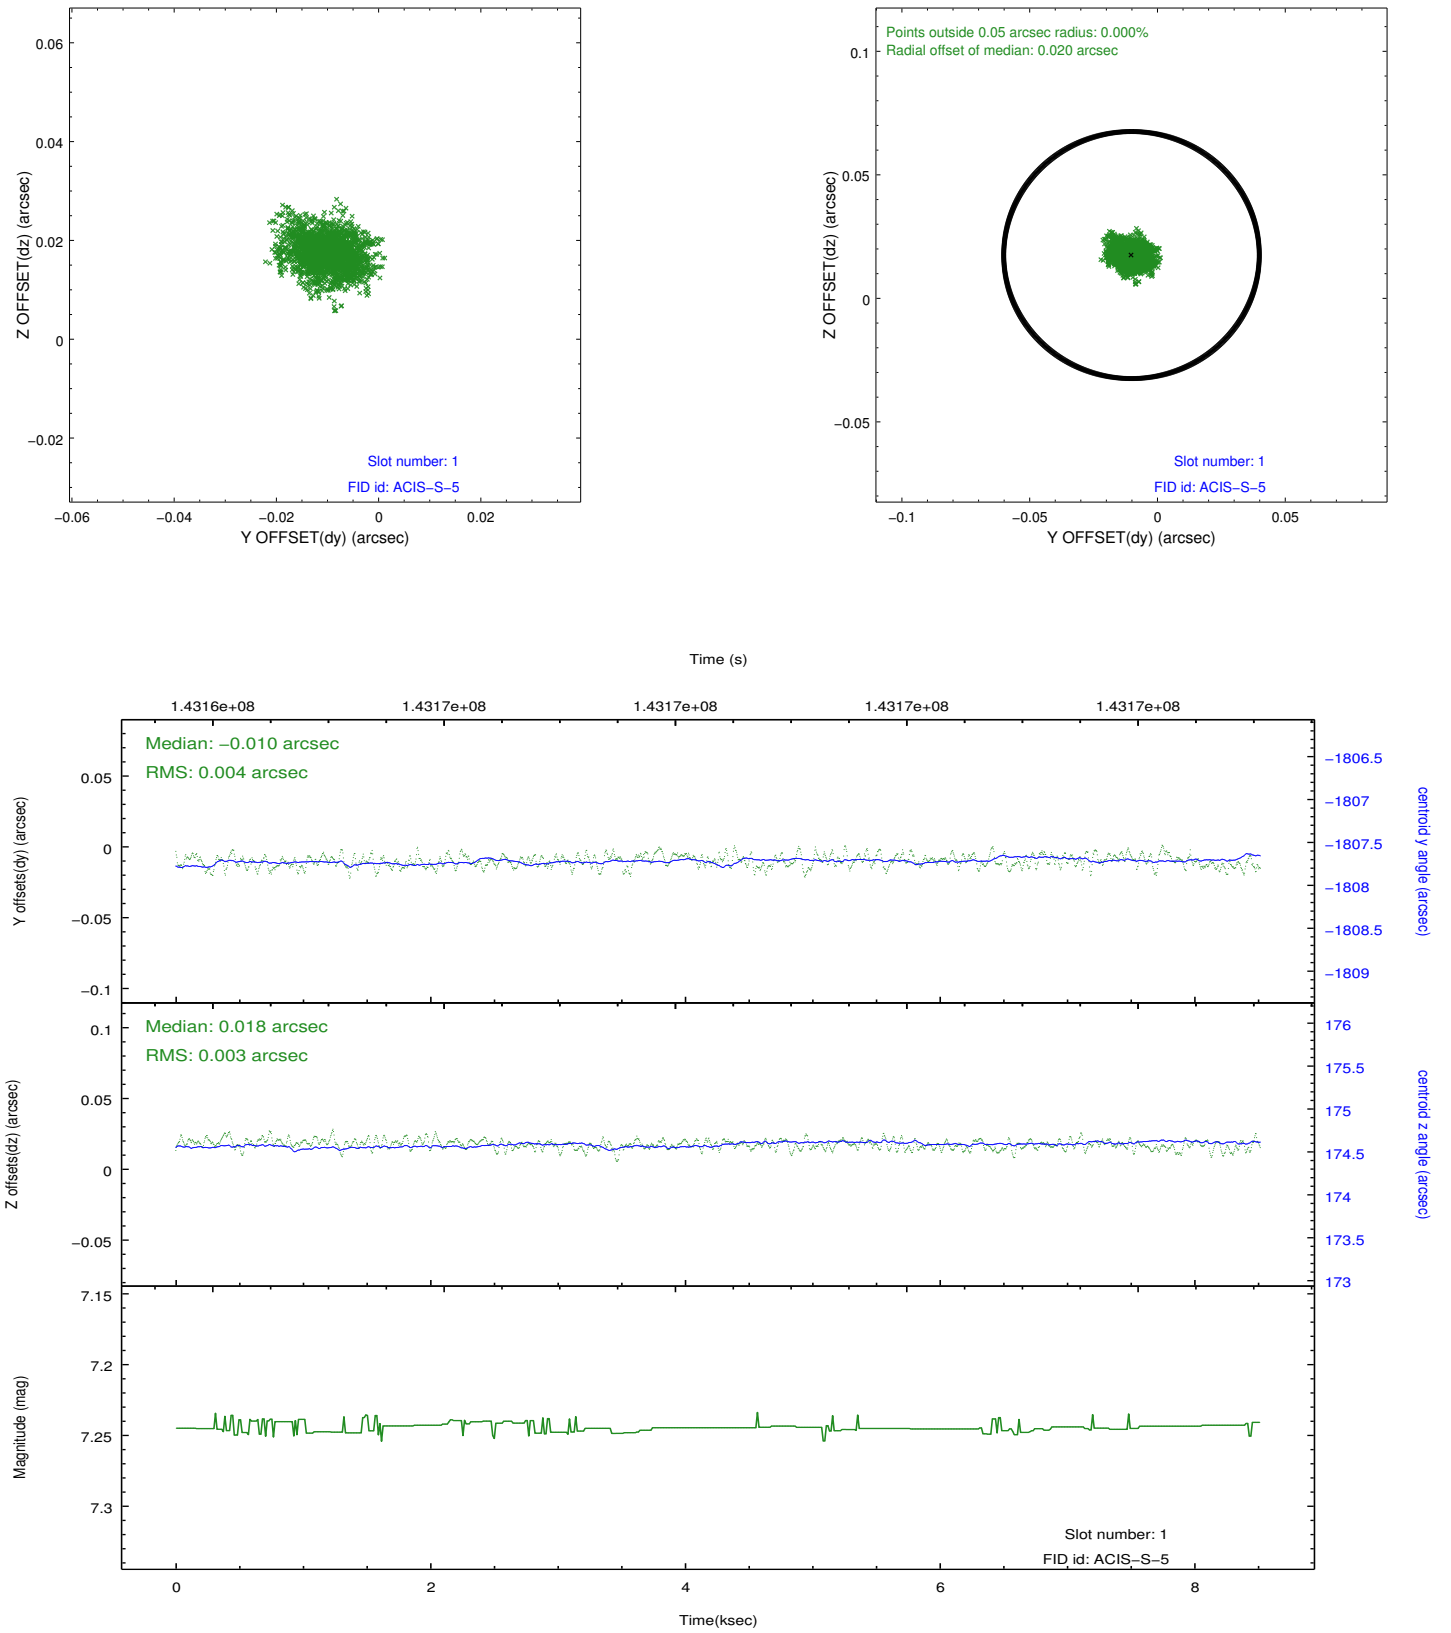 0.06
0.04
0.02
0
−0.02
Z OFFSET(dz) (arcsec)
Slot number: 1
FID id: ACIS−S−5
−0.06
−0.04
−0.02
0
0.02
Y OFFSET(dy) (arcsec)
Points outside 0.05 arcsec radius: 0.000%
Radial offset of median: 0.020 arcsec
0.1
0.05
0
−0.05
Z OFFSET(dz) (arcsec)
Slot number: 1
FID id: ACIS−S−5
−0.1
−0.05
0
0.05
Y OFFSET(dy) (arcsec)
Time (s)
1.4316e+08
1.4317e+08
1.4317e+08
1.4317e+08
1.4317e+08
Median: −0.010 arcsec
RMS: 0.004 arcsec
0.05
0
−0.05
−0.1
Y offsets(dy) (arcsec)
−1806.5
−1807
−1807.5
−1808
−1808.5
−1809
centroid y angle (arcsec)
Median: 0.018 arcsec
RMS: 0.003 arcsec
0.1
0.05
0
−0.05
Z offsets(dz) (arcsec)
176
175.5
175
174.5
174
173.5
173
centroid z angle (arcsec)
7.15
7.2
7.25
7.3
Magnitude (mag)
Slot number: 1
FID id: ACIS−S−5
0
2
4
6
8
Time(ksec)